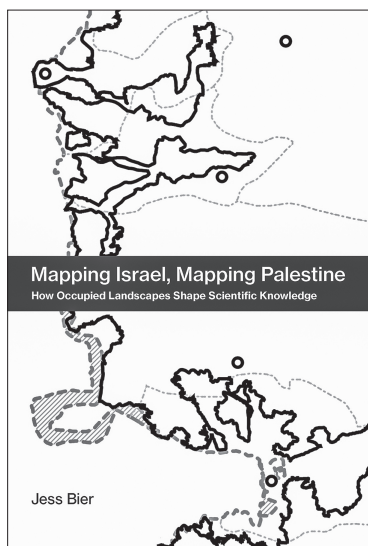 Mapping Israel, Mapping Palestine
How Occupied Landscapes Shape Scientific Knowledge
Jess Bier